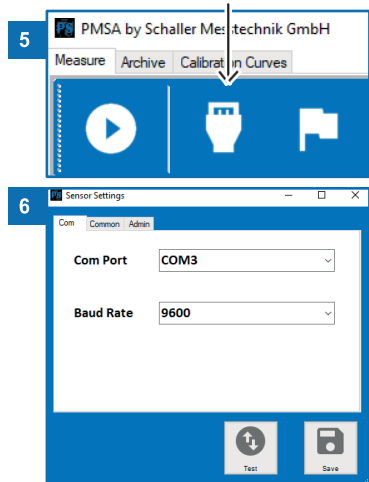 5
PMSA by Schaller Messtechnik GmbH
Measure Archive Calibration Curves
6
Sensor Settings
Com Common Admin
Com Port COM3
Baud Rate 9600
Test Save